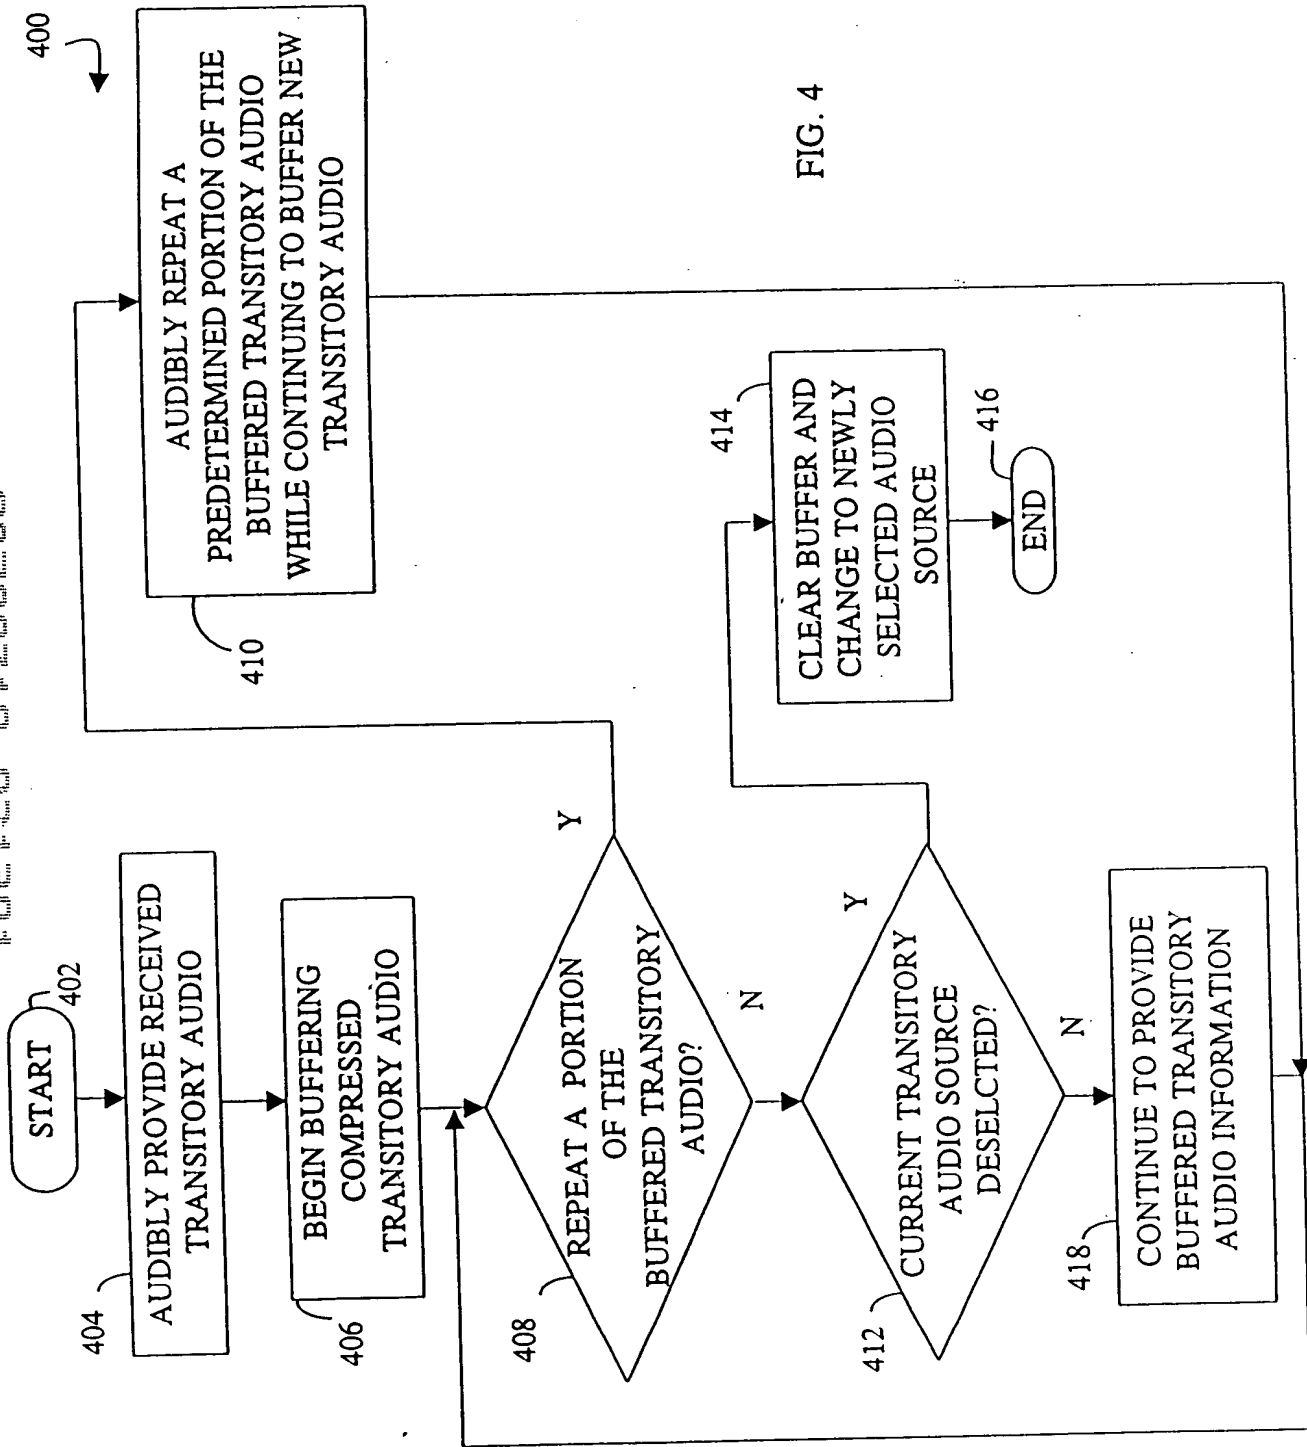 400
START
402
AUDIBLY PROVIDE RECEIVED
TRANSITORY AUDIO
404
BEGIN BUFFERING
COMPRESSED
TRANSITORY AUDIO
406
REPEAT A PORTION
OF THE
BUFFERED TRANSITORY
AUDIO?
408
Y
N
AUDIBLY REPEAT A
PREDETERMINED PORTION OF THE
BUFFERED TRANSITORY AUDIO
WHILE CONTINUING TO BUFFER NEW
TRANSITORY AUDIO
410
CURRENT TRANSITORY
AUDIO SOURCE
DESELCTED?
412
Y
N
CLEAR BUFFER AND
CHANGE TO NEWLY
SELECTED AUDIO
SOURCE
414
END
416
CONTINUE TO PROVIDE
BUFFERED TRANSITORY
AUDIO INFORMATION
418
FIG. 4